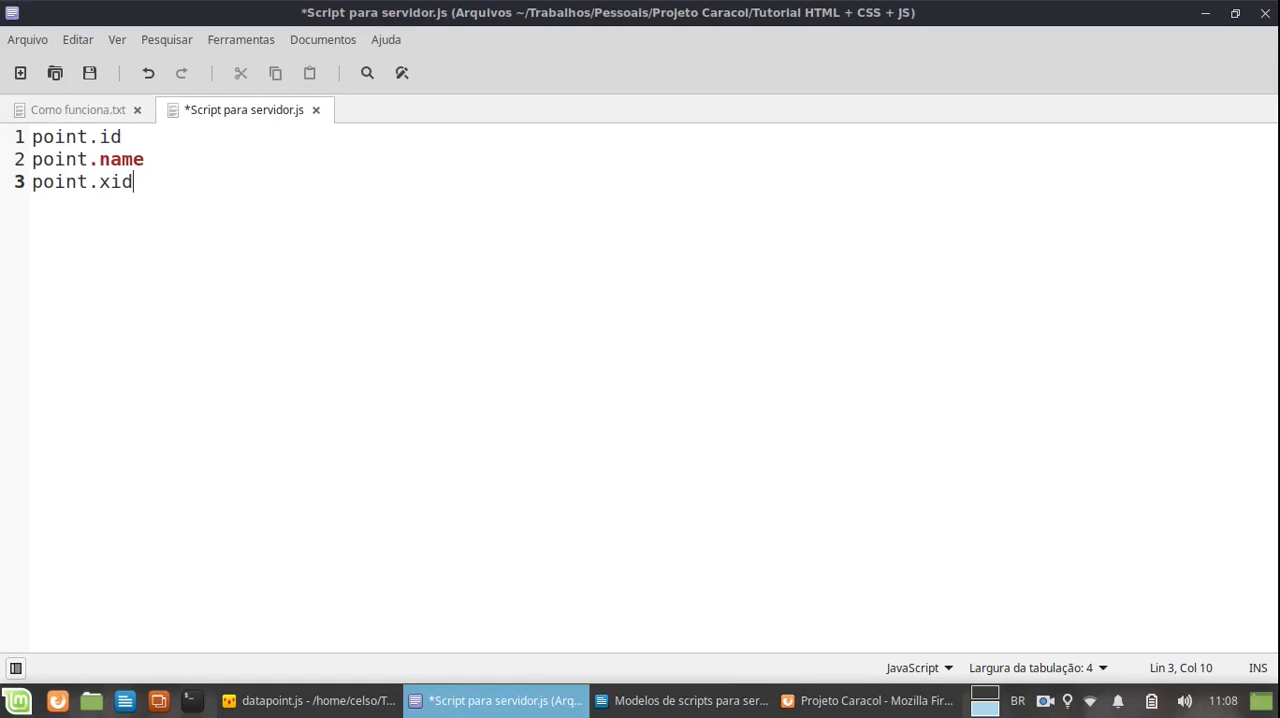 *Script para servidor.js (Arquivos ~/Trabalhos/Pessoais/Projeto Caracol/Tutorial HTML + CSS + JS)
Arquivo Editar Ver Pesquisar Ferramentas Documentos Ajuda
Como funciona.txt *Script para servidor.js
1 point.id
2 point.name
3 point.xid
JavaScript Largura da tabulação: 4 Lin 3, Col 10 INS
datapoint.js - /home/celso/T... *Script para servidor.js (Arq... Modelos de scripts para ser... Projeto Caracol - Mozilla Fir... BR 11:08